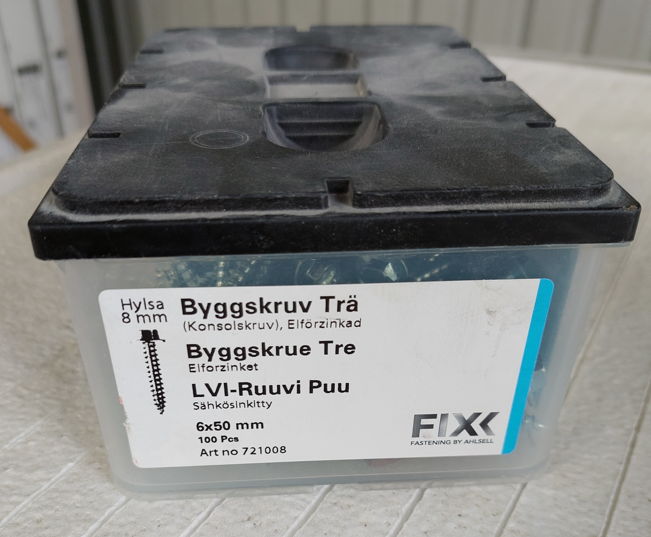 Hylsa
8 mm
Byggskruv Trä
(Konsolskruv), Elförzinkad
Byggskrue Tre
Elforzinket
LVI-Ruuvi Puu
Sähkösinkitty
6x50 mm
100 Pcs
Art no 721008
FIXX
FASTENING BY AHLSELL